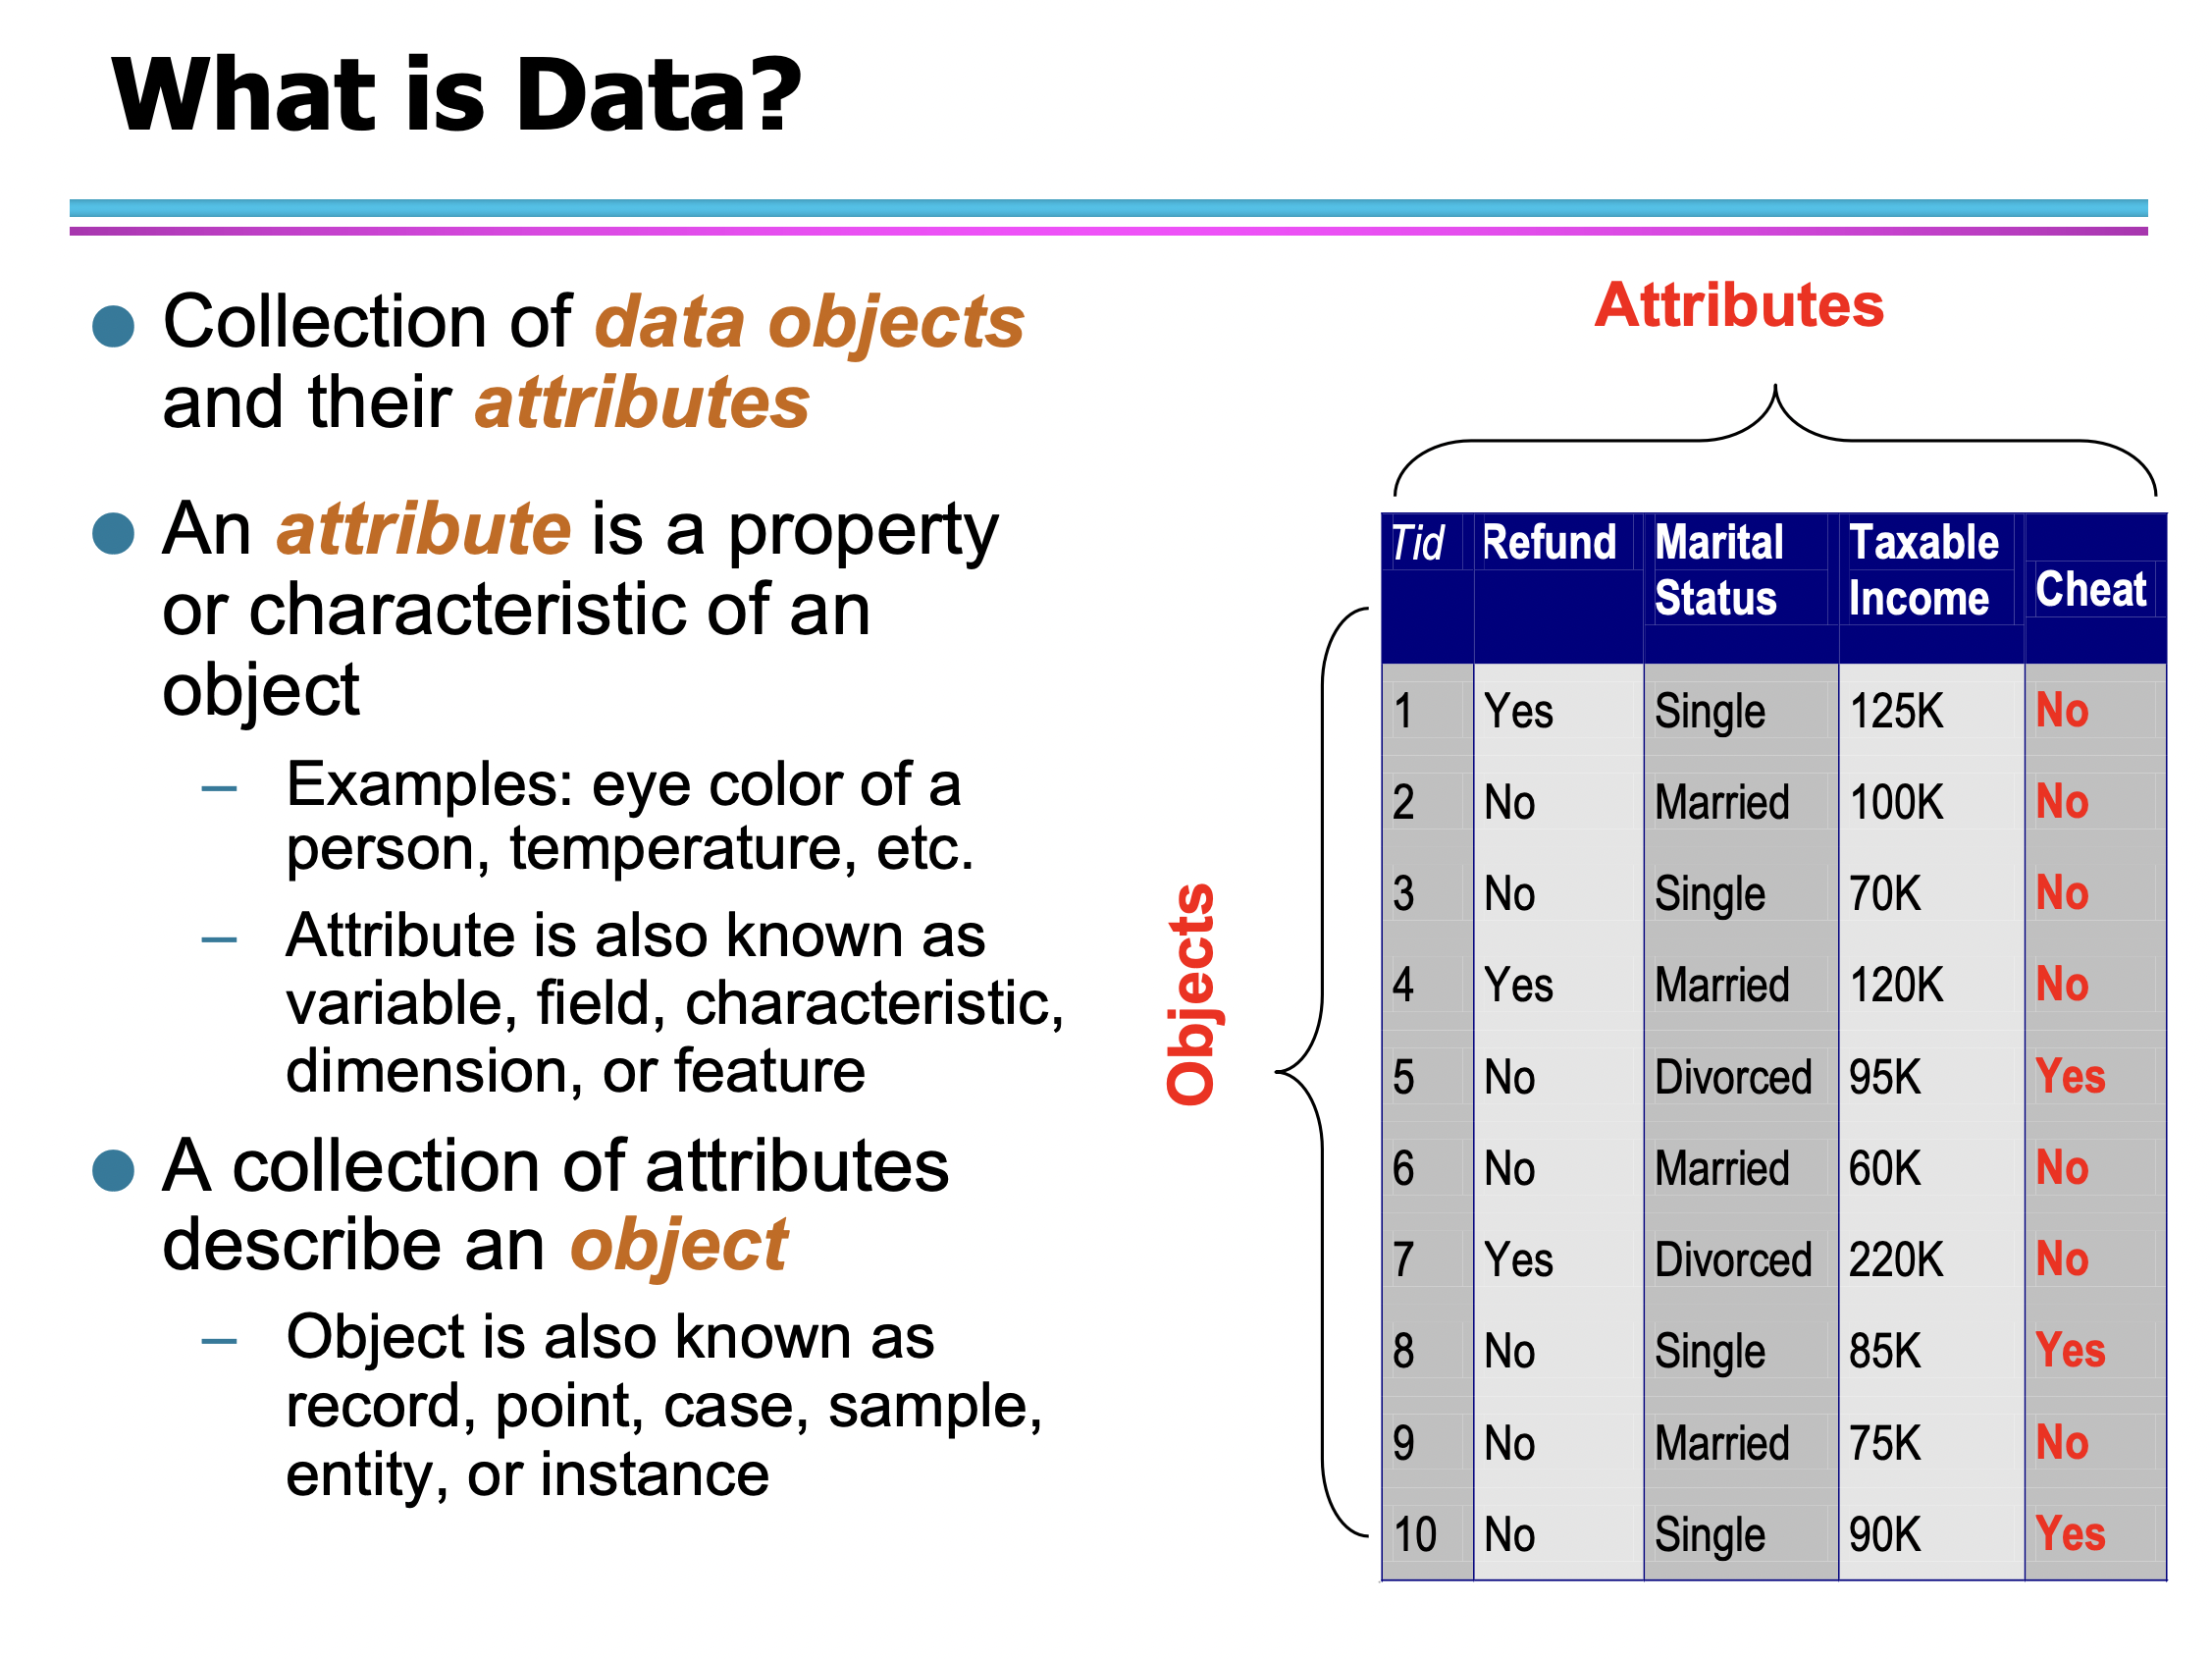 What is Data?
Collection of data objects
and their attributes
An attribute is a property
or characteristic of an
object
– Examples: eye color of a
person, temperature, etc.
– Attribute is also known as
variable, field, characteristic,
dimension, or feature
A collection of attributes
describe an object
– Object is also known as
record, point, case, sample,
entity, or instance
Attributes
Objects
Tid Refund Marital Status Taxable Income Cheat
1 Yes Single 125K No
2 No Married 100K No
3 No Single 70K No
4 Yes Married 120K No
5 No Divorced 95K Yes
6 No Married 60K No
7 Yes Divorced 220K No
8 No Single 85K Yes
9 No Married 75K No
10 No Single 90K Yes